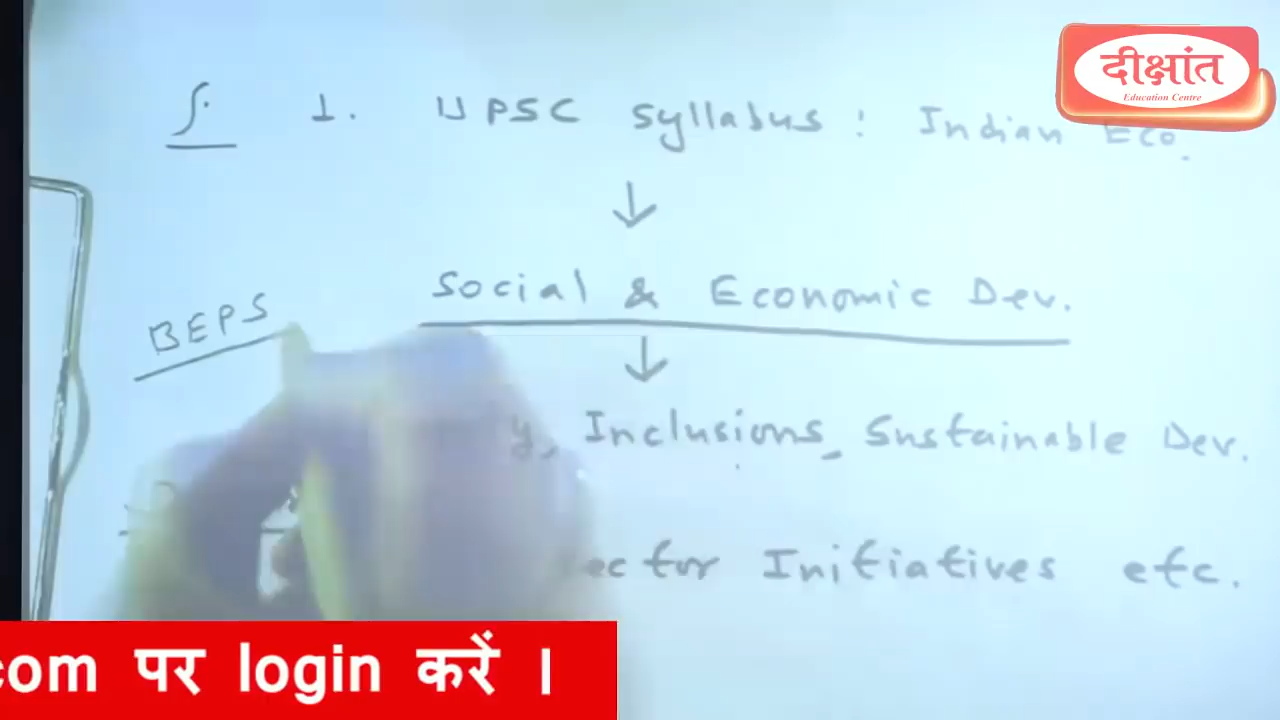 दीक्षांत
Education Centre
1. UPSC Syllabus : Indian Eco.
↓
Social & Economic Dev.
↓
BEPS
Inclusions, Sustainable Dev.
Initiatives etc.
com पर login करें ।